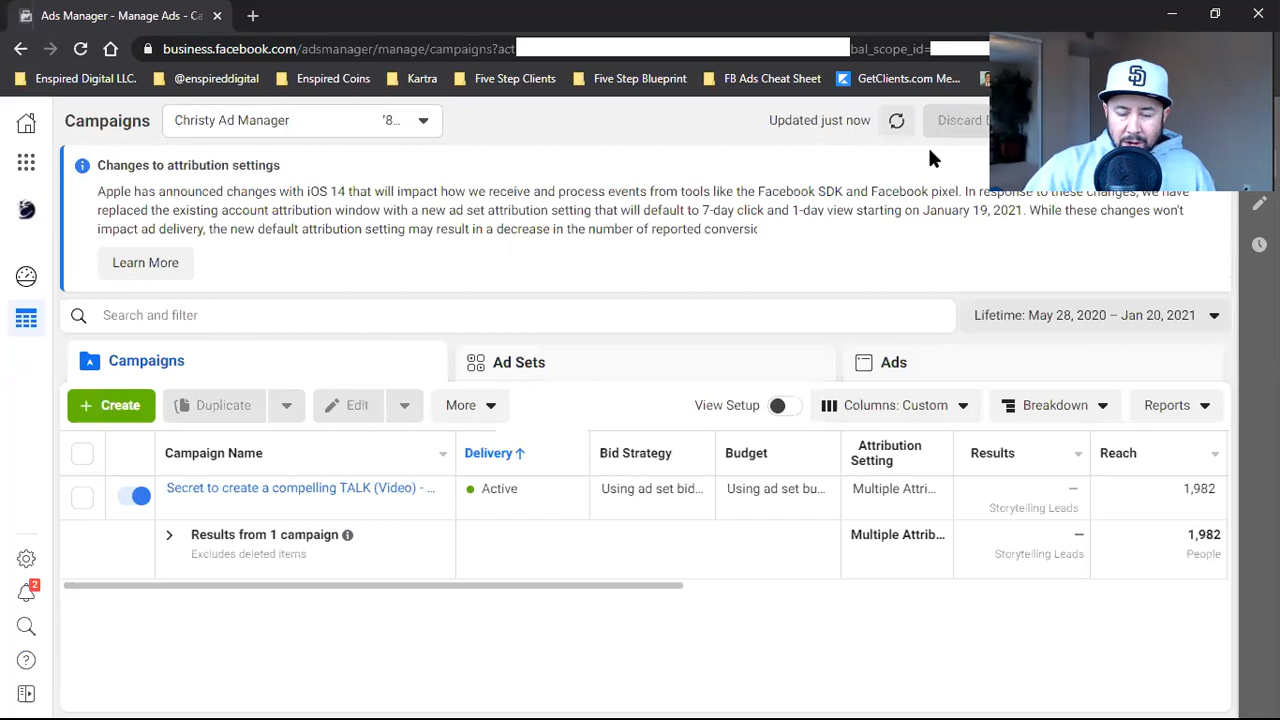 Ads Manager - Manage Ads - Ca
business.facebook.com/adsmanager/manage/campaigns?act bal_scope_id=
Enspired Digital LLC. @enspireddigital Enspired Coins Kartra Five Step Clients Five Step Blueprint FB Ads Cheat Sheet GetClients.com Me...
Campaigns Christy Ad Manager '8... Updated just now Discard D
Changes to attribution settings
Apple has announced changes with iOS 14 that will impact how we receive and process events from tools like the Facebook SDK and Facebook pixel. In response to these changes, we have
replaced the existing account attribution window with a new ad set attribution setting that will default to 7-day click and 1-day view starting on January 19, 2021. While these changes won't
impact ad delivery, the new default attribution setting may result in a decrease in the number of reported conversic
Learn More
Search and filter Lifetime: May 28, 2020 – Jan 20, 2021
Campaigns Ad Sets Ads
+ Create Duplicate Edit More View Setup Columns: Custom Breakdown Reports
Campaign Name Delivery ↑ Bid Strategy Budget Attribution Setting Results Reach
Secret to create a compelling TALK (Video) - ... Active Using ad set bid... Using ad set bu... Multiple Attri... — 1,982
Storytelling Leads
Results from 1 campaign Multiple Attrib... — 1,982
Excludes deleted items Storytelling Leads People
2
SD